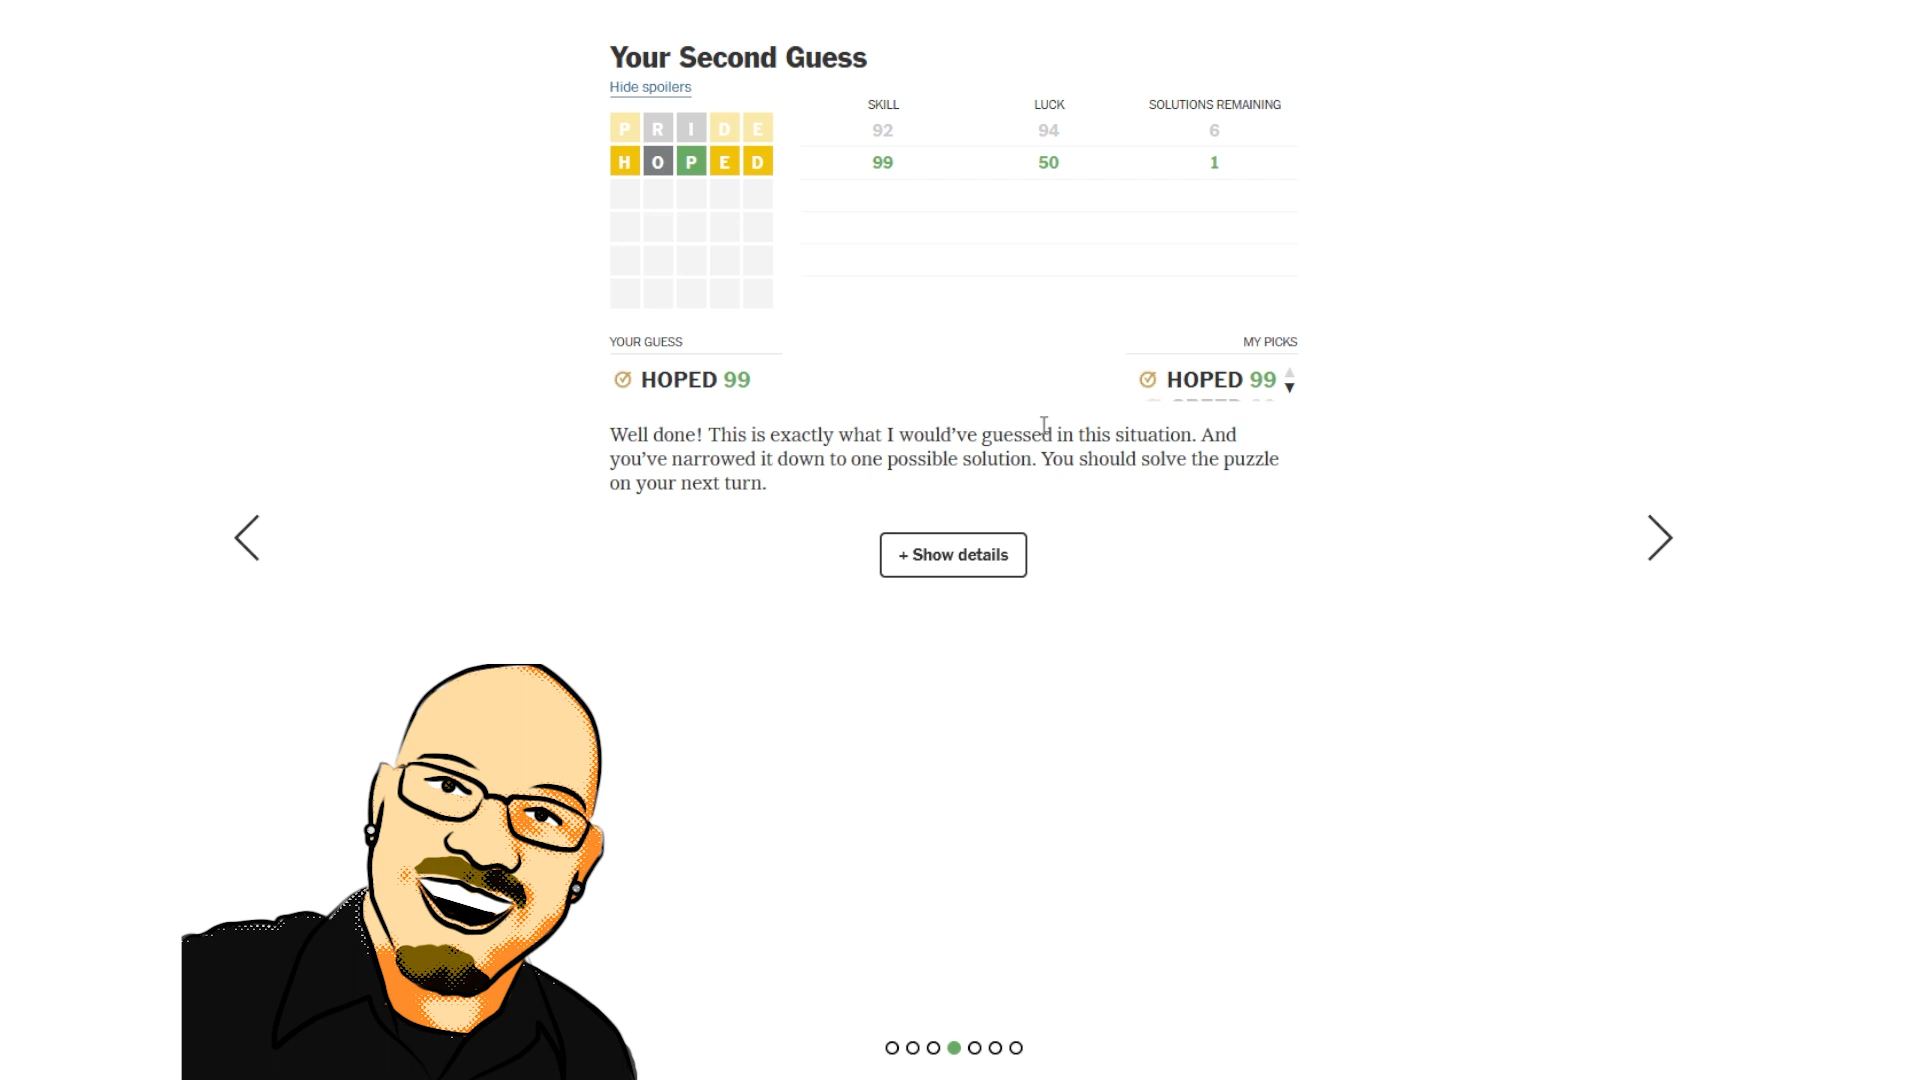 Your Second Guess
Hide spoilers
SKILL LUCK SOLUTIONS REMAINING
P R I D E 92 94 6
H O P E D 99 50 1
YOUR GUESS MY PICKS
HOPED 99 HOPED 99
Well done! This is exactly what I would’ve guessed in this situation. And
you’ve narrowed it down to one possible solution. You should solve the puzzle
on your next turn.
+ Show details